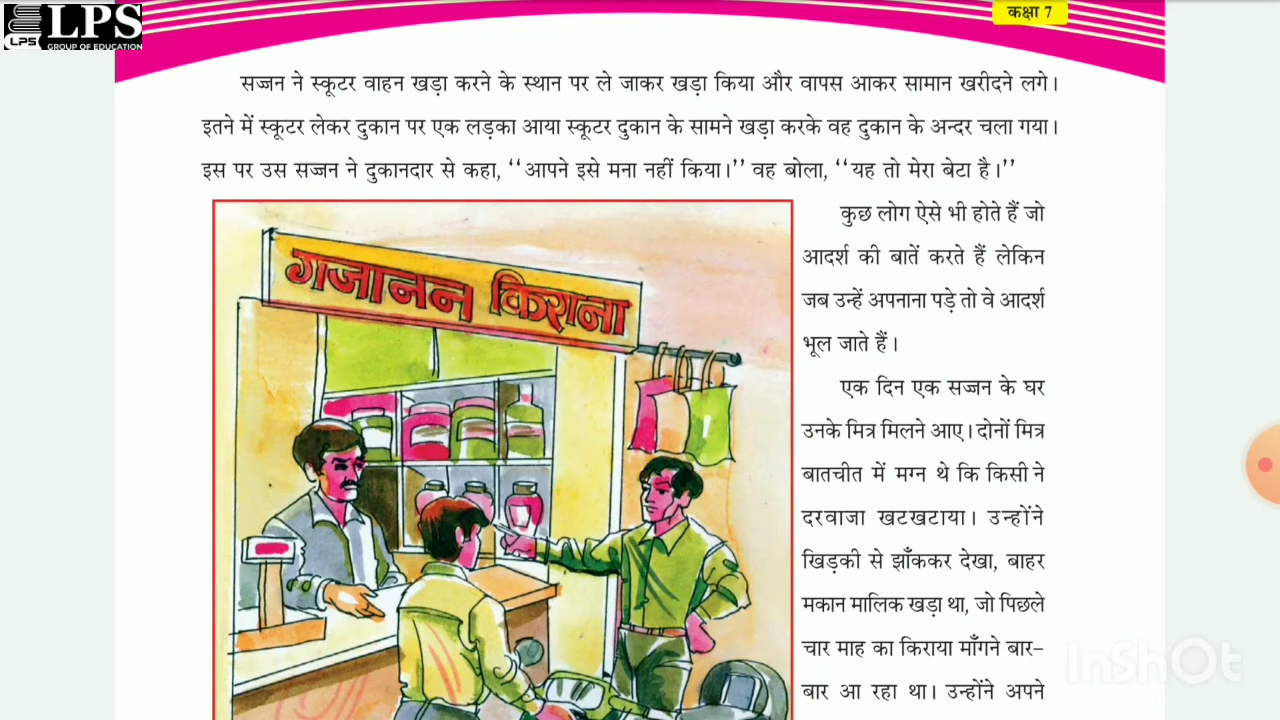 LPS
LPS
GROUP OF EDUCATION
कक्षा 7
सज्जन ने स्कूटर वाहन खड़ा करने के स्थान पर ले जाकर खड़ा किया और वापस आकर सामान खरीदने लगे।
इतने में स्कूटर लेकर दुकान पर एक लड़का आया स्कूटर दुकान के सामने खड़ा करके वह दुकान के अन्दर चला गया।
इस पर उस सज्जन ने दुकानदार से कहा, ‘‘आपने इसे मना नहीं किया।’’ वह बोला, ‘‘यह तो मेरा बेटा है।’’
कुछ लोग ऐसे भी होते हैं जो
आदर्श की बातें करते हैं लेकिन
जब उन्हें अपनाना पड़े तो वे आदर्श
भूल जाते हैं।
एक दिन एक सज्जन के घर
उनके मित्र मिलने आए। दोनों मित्र
बातचीत में मग्न थे कि किसी ने
दरवाजा खटखटाया। उन्होंने
खिड़की से झाँककर देखा, बाहर
मकान मालिक खड़ा था, जो पिछले
चार माह का किराया माँगने बार–
बार आ रहा था। उन्होंने अपने
गजानन किराना
InShOt